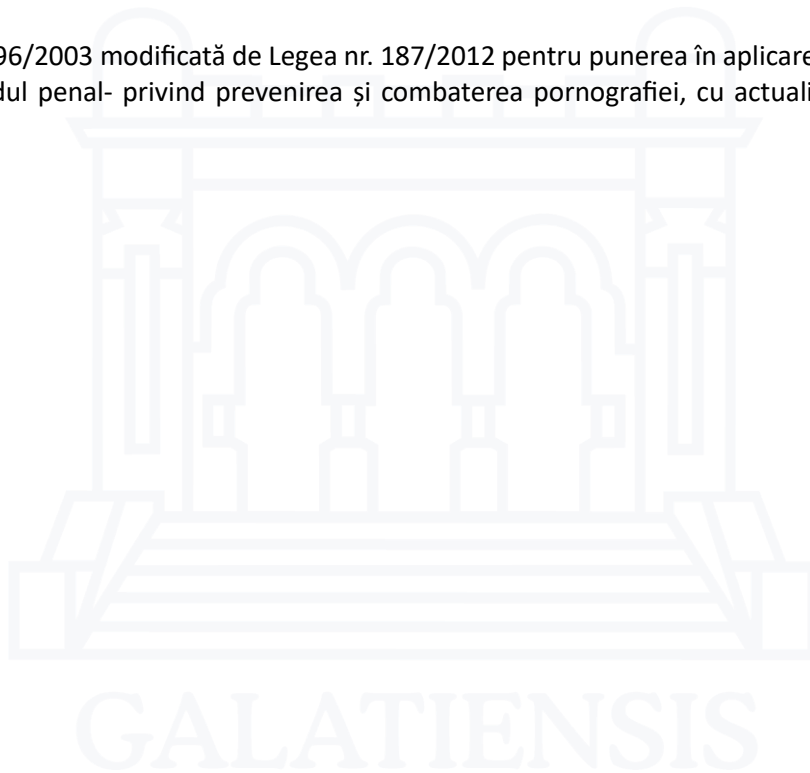 96/2003 modificată de Legea nr. 187/2012 pentru punerea în aplicare
dul penal- privind prevenirea și combaterea pornografiei, cu actuali
GALATIENSIS